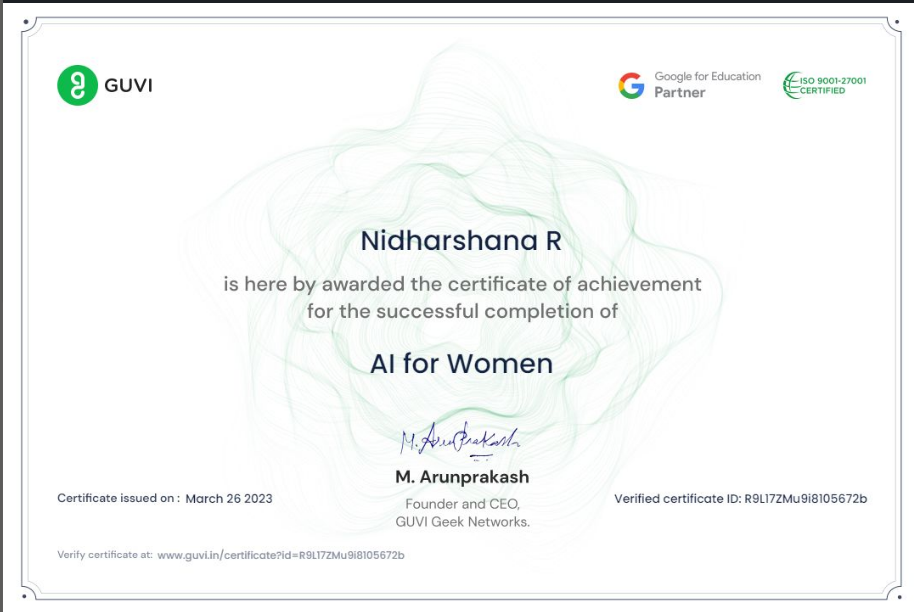 GUVI
Google for Education
Partner
ISO 9001-27001
CERTIFIED
Nidharshana R
is here by awarded the certificate of achievement
for the successful completion of
AI for Women
M. Arunprakash
M. Arunprakash
Founder and CEO,
GUVI Geek Networks.
Certificate issued on : March 26 2023
Verified certificate ID: R9L17ZMu9i8105672b
Verify certificate at: www.guvi.in/certificate?id=R9L17ZMu9i8105672b